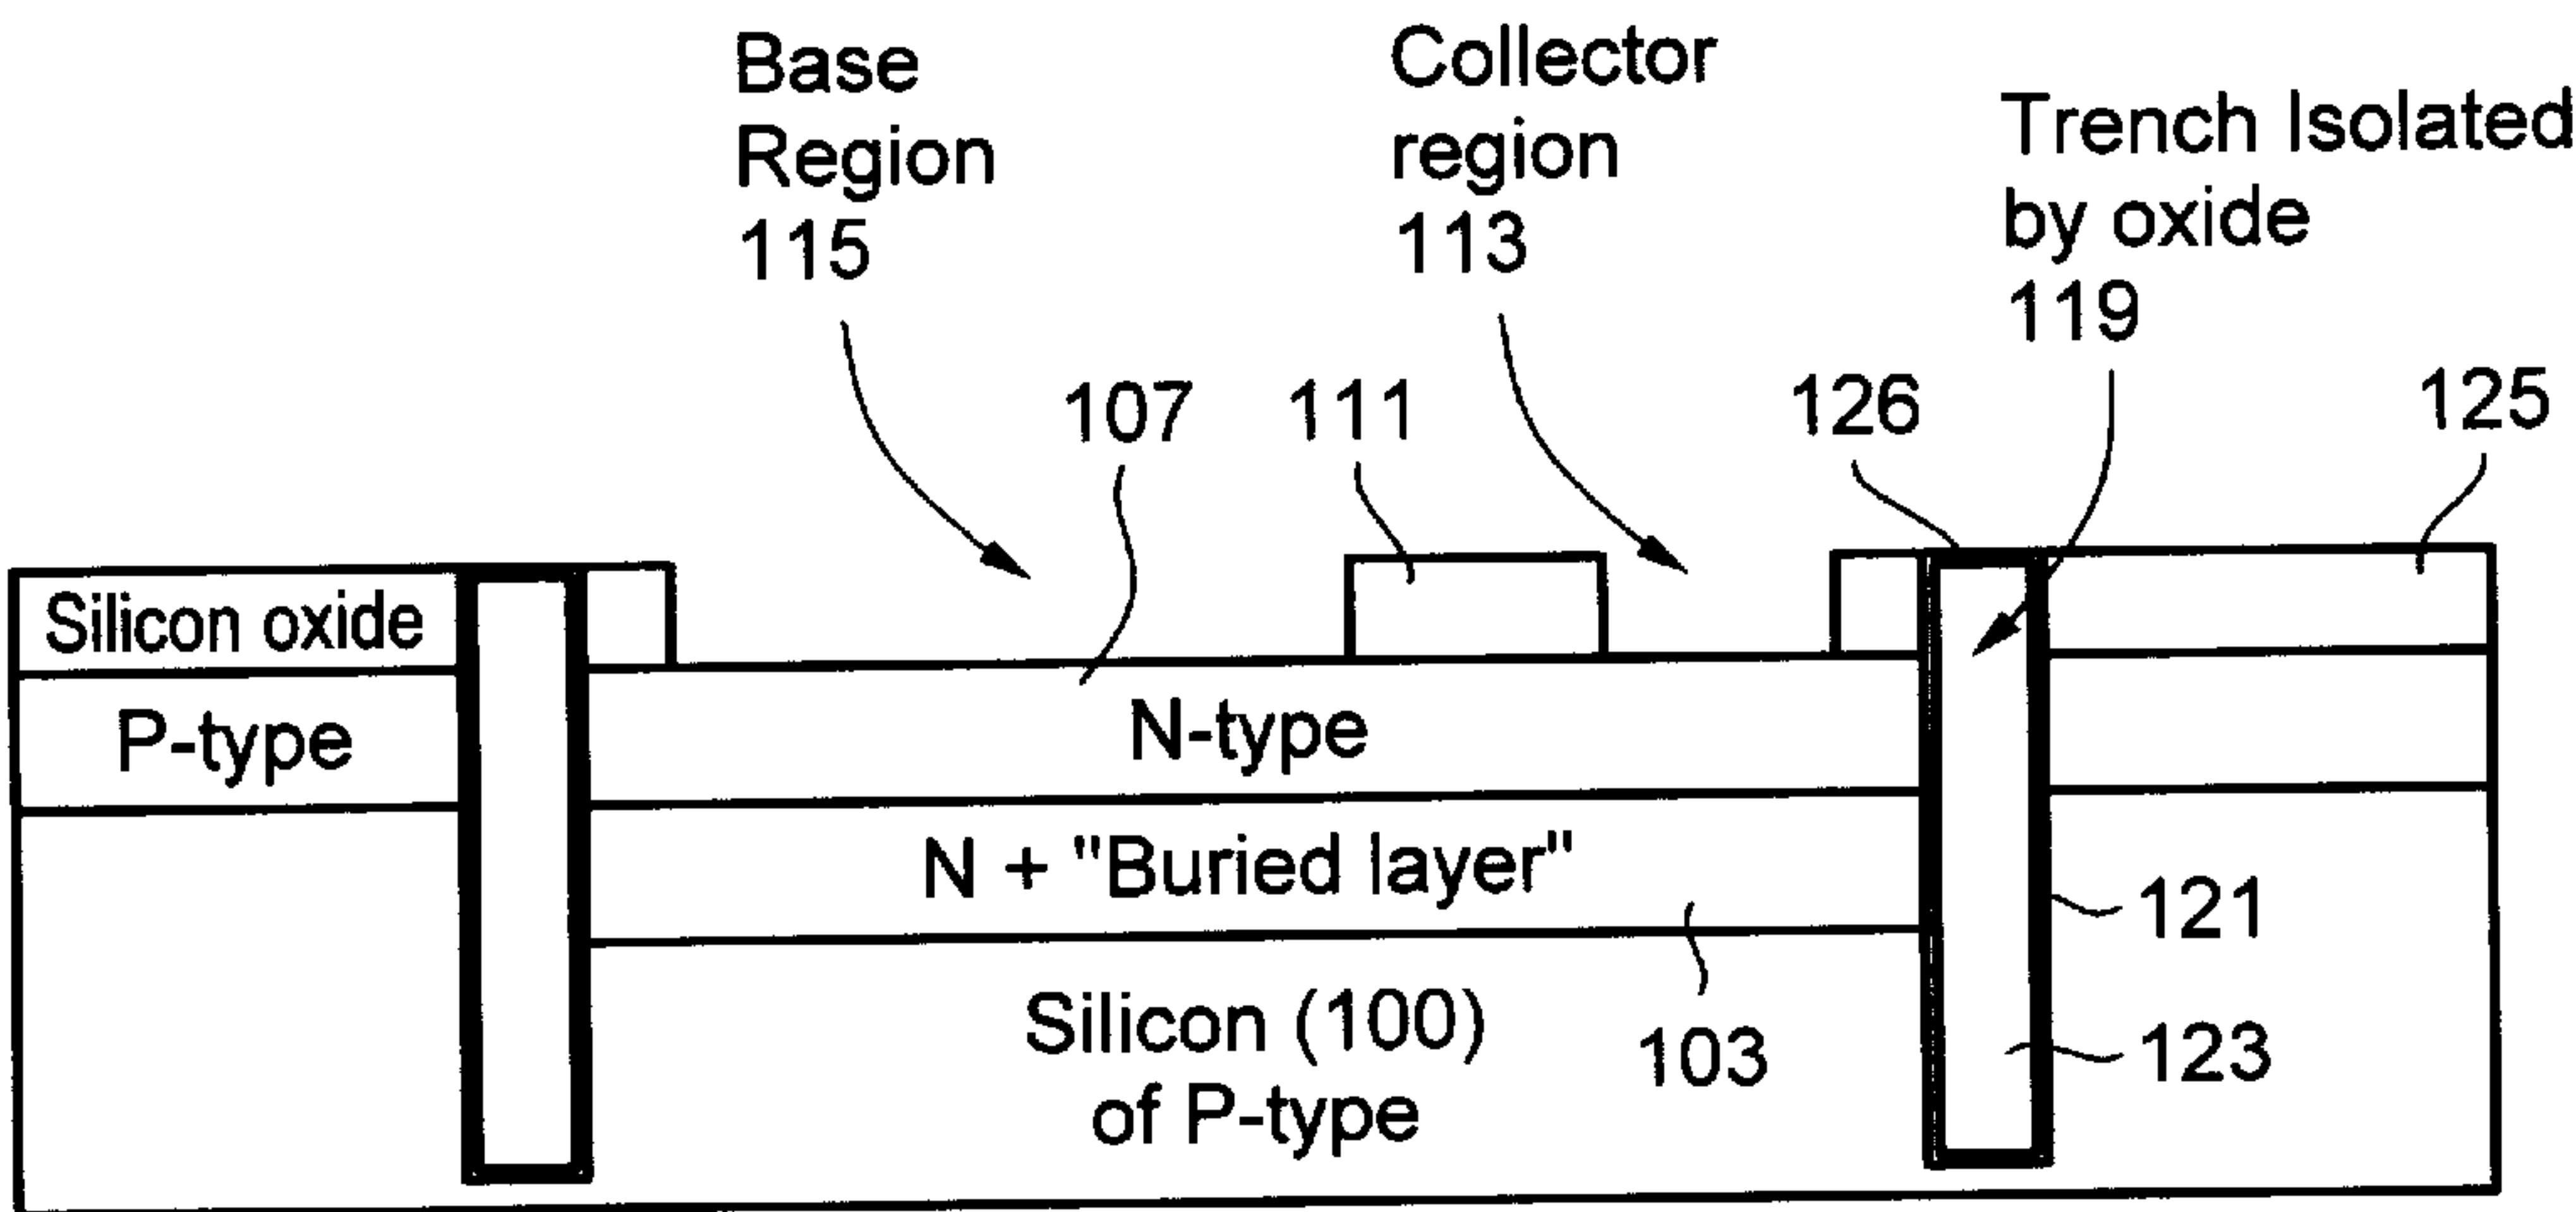 Base
Region
115
Collector
region
113
Trench Isolated
by oxide
119
107
111
126
125
Silicon oxide
P-type
N-type
N + "Buried layer"
121
Silicon (100)
of P-type
103
123